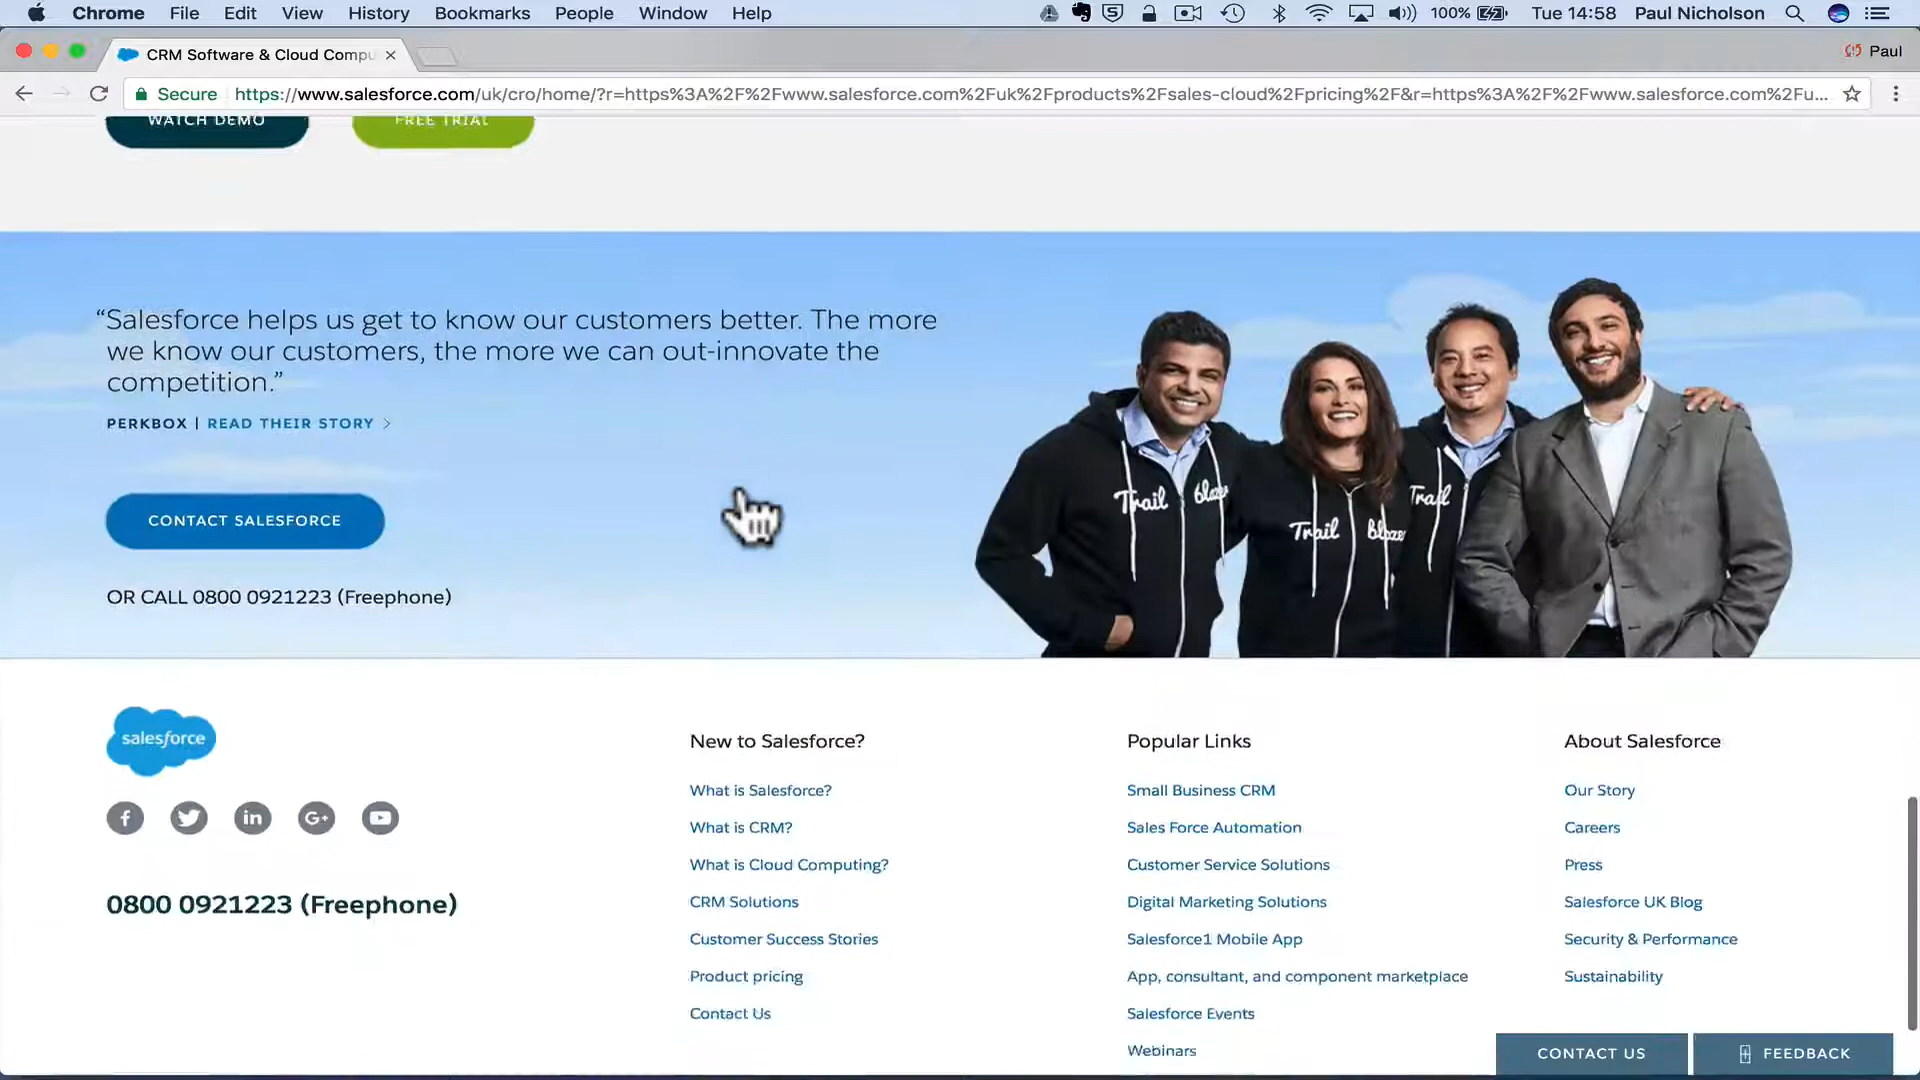 Chrome File Edit View History Bookmarks People Window Help 100% Tue 14:58 Paul Nicholson
CRM Software & Cloud Compu Paul
Secure https://www.salesforce.com/uk/cro/home/?r=https%3A%2F%2Fwww.salesforce.com%2Fuk%2Fproducts%2Fsales-cloud%2Fpricing%2F&r=https%3A%2F%2Fwww.salesforce.com%2Fu...
WATCH DEMO FREE TRIAL
“Salesforce helps us get to know our customers better. The more
we know our customers, the more we can out-innovate the
competition.”
PERKBOX | READ THEIR STORY >
CONTACT SALESFORCE
OR CALL 0800 0921223 (Freephone)
Trail blazer
Trail blazer
Trail
salesforce
f in G+
0800 0921223 (Freephone)
New to Salesforce?
What is Salesforce?
What is CRM?
What is Cloud Computing?
CRM Solutions
Customer Success Stories
Product pricing
Contact Us
Popular Links
Small Business CRM
Sales Force Automation
Customer Service Solutions
Digital Marketing Solutions
Salesforce1 Mobile App
App, consultant, and component marketplace
Salesforce Events
Webinars
About Salesforce
Our Story
Careers
Press
Salesforce UK Blog
Security & Performance
Sustainability
CONTACT US
FEEDBACK